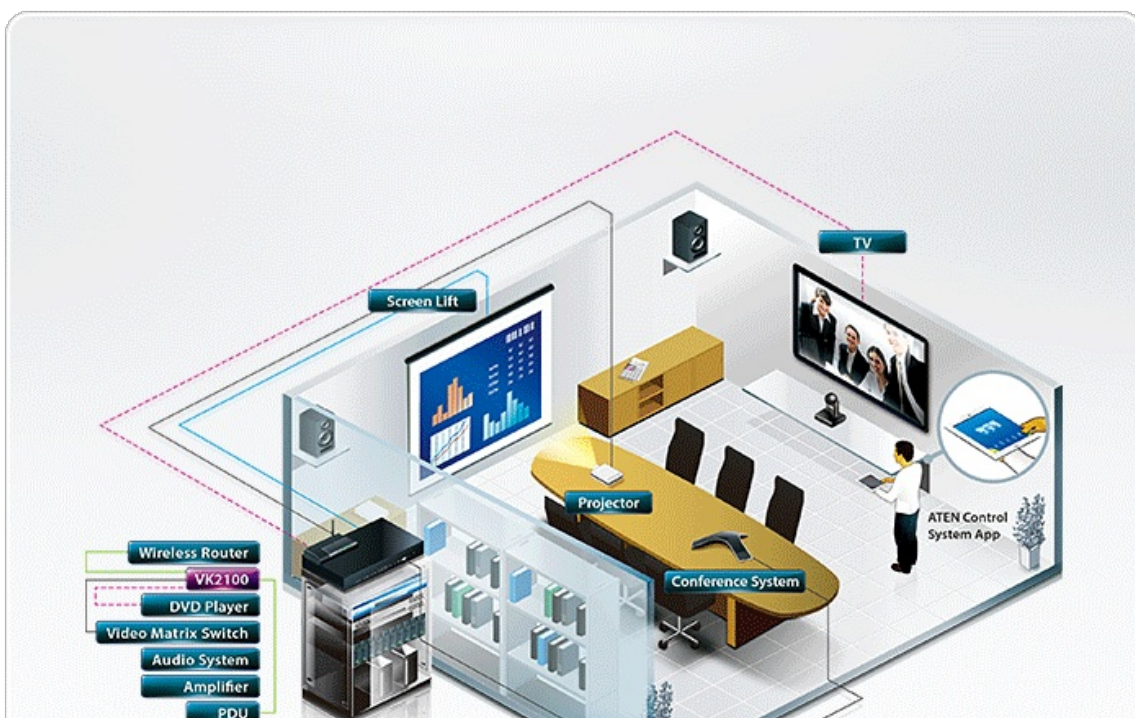 TV
Screen Lift
Projector
ATEN Control
System App
Wireless Router
VK2100
Conference System
DVD Player
Video Matrix Switch
Audio System
Amplifier
PDU